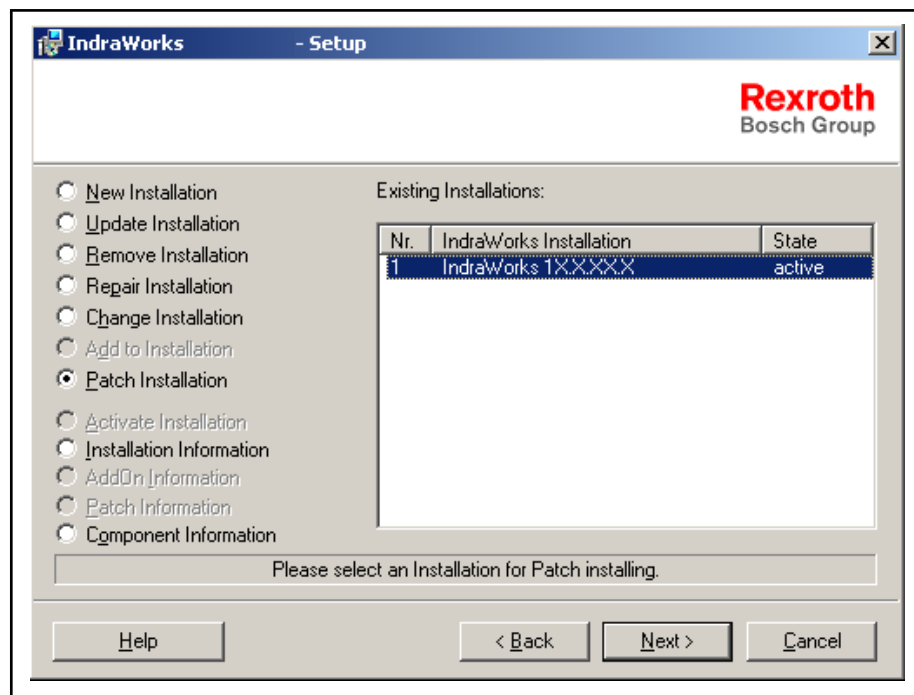 IndraWorks - Setup
Rexroth
Bosch Group
New Installation
Update Installation
Remove Installation
Repair Installation
Change Installation
Add to Installation
Patch Installation
Activate Installation
Installation Information
AddOn Information
Patch Information
Component Information
Existing Installations:
Nr. IndraWorks Installation State
1 IndraWorks 1X.X.XX.X active
Please select an Installation for Patch installing.
Help < Back Next > Cancel